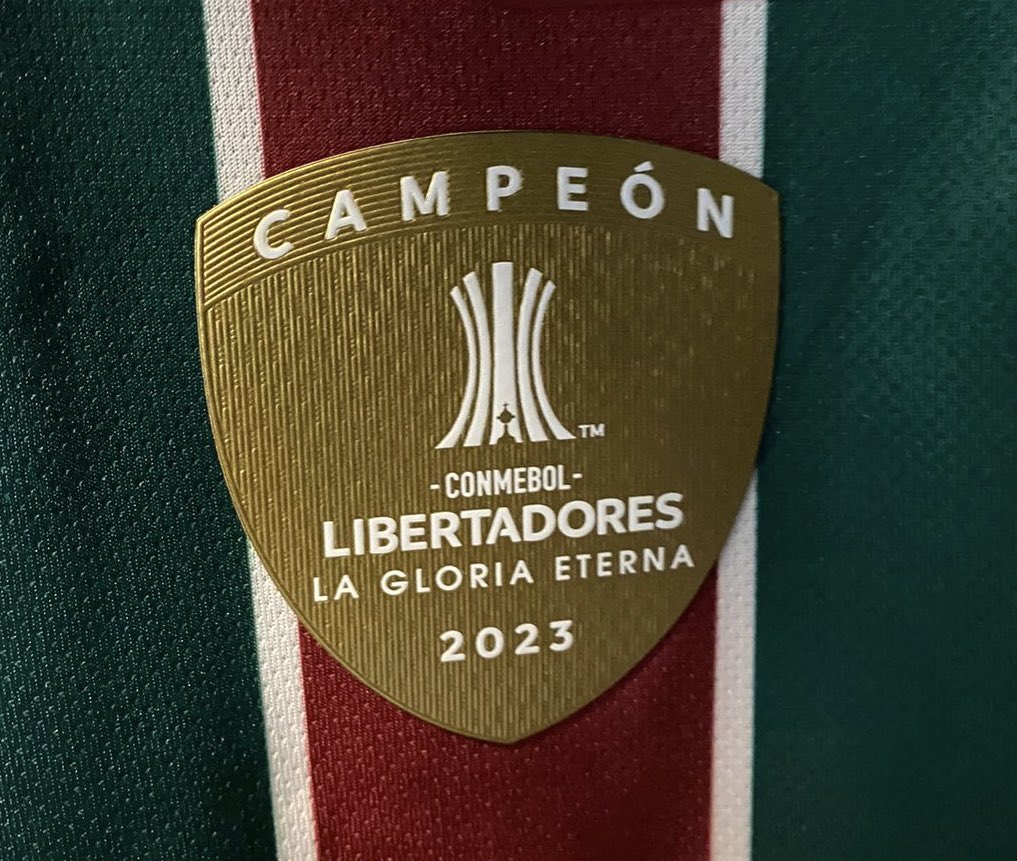 CAMPEÓN
TM
-CONMEBOL-
LIBERTADORES
LA GLORIA ETERNA
2023